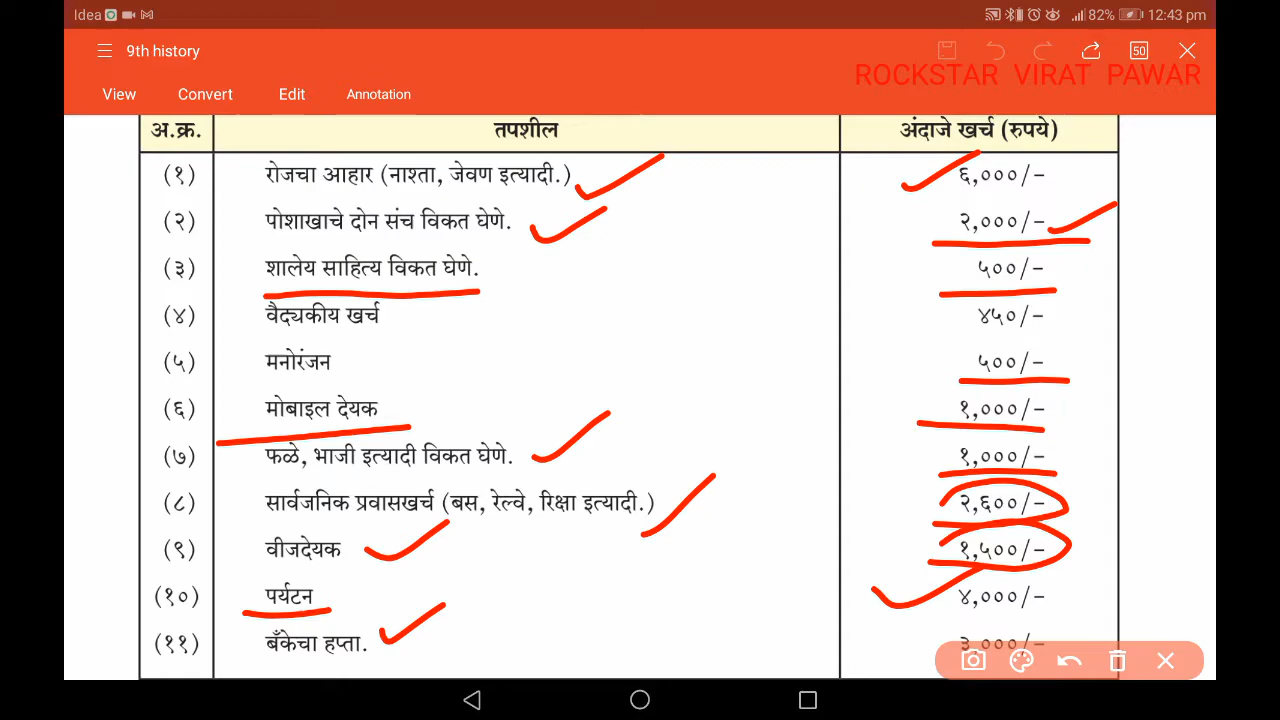 Idea 82% 12:43 pm
9th history 50
ROCKSTAR VIRAT PAWAR
View Convert Edit Annotation
अ.क्र. तपशील अंदाजे खर्च (रुपये)
(१) रोजचा आहार (नाश्ता, जेवण इत्यादी.) ६,०००/–
(२) पोशाखाचे दोन संच विकत घेणे. २,०००/–
(३) शालेय साहित्य विकत घेणे. ५००/–
(४) वैद्यकीय खर्च ४५०/–
(५) मनोरंजन ५००/–
(६) मोबाइल देयक १,०००/–
(७) फळे, भाजी इत्यादी विकत घेणे. १,०००/–
(८) सार्वजनिक प्रवासखर्च (बस, रेल्वे, रिक्षा इत्यादी.) २,६००/–
(९) वीजदेयक १,५००/–
(१०) पर्यटन ४,०००/–
(११) बँकेचा हप्ता. ३,०००/–